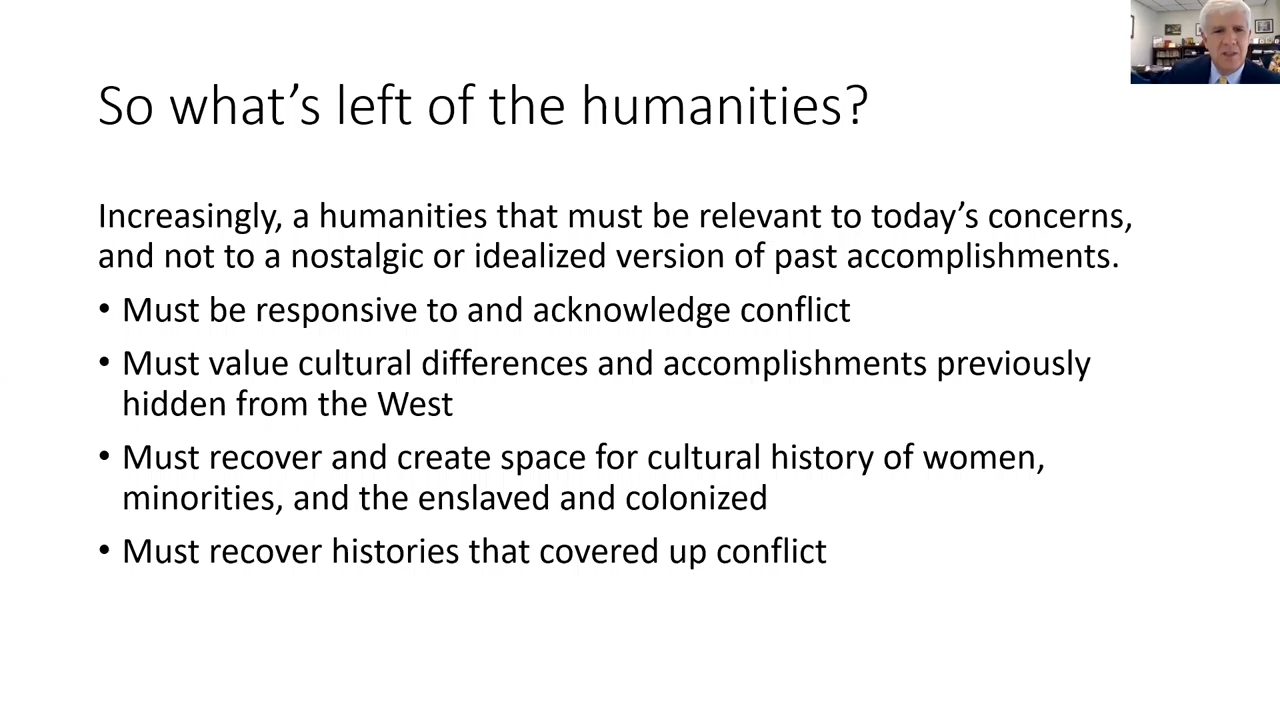 So what’s left of the humanities?
Increasingly, a humanities that must be relevant to today’s concerns,
and not to a nostalgic or idealized version of past accomplishments.
• Must be responsive to and acknowledge conflict
• Must value cultural differences and accomplishments previously
hidden from the West
• Must recover and create space for cultural history of women,
minorities, and the enslaved and colonized
• Must recover histories that covered up conflict